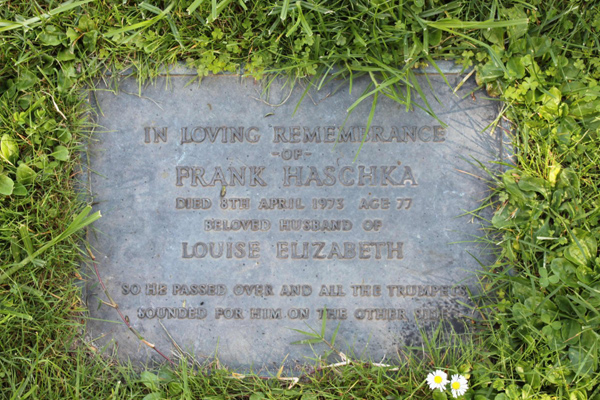 IN LOVING REMEMBRANCE
-OF-
FRANK HASCHKA
DIED 8TH APRIL 1973 AGE 77
BELOVED HUSBAND OF
LOUISE ELIZABETH
SO HE PASSED OVER AND ALL THE TRUMPETS
SOUNDED FOR HIM ON THE OTHER SIDE